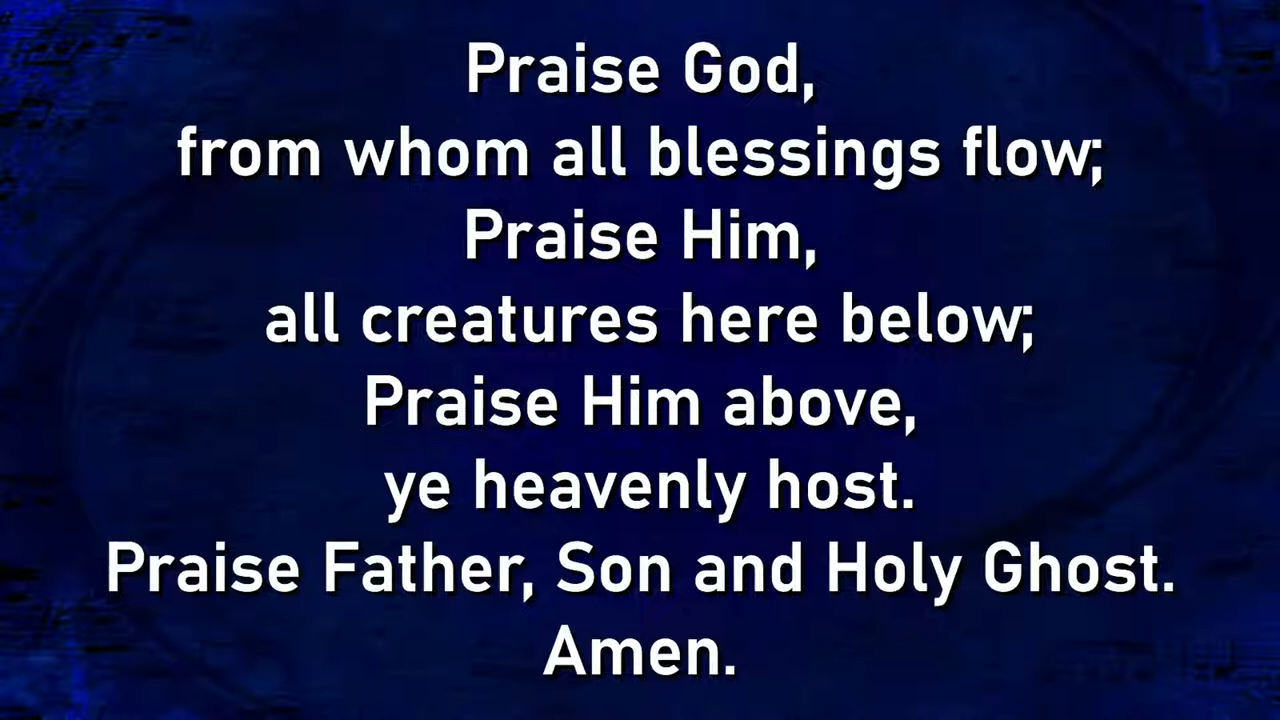 Praise God,
from whom all blessings flow;
Praise Him,
all creatures here below;
Praise Him above,
ye heavenly host.
Praise Father, Son and Holy Ghost.
Amen.